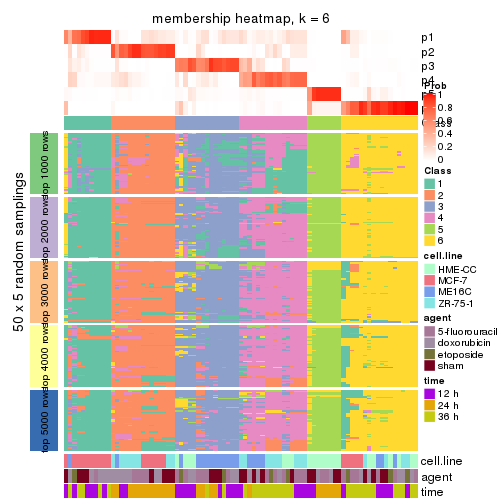 membership heatmap, k = 6
p1
p2
p3
p4
Prob
1
0.8
0.4
0.2
0
Class
1
2
3
4
5
6
cell.line
HME-CC
MCF-7
ME16C
ZR-75-1
agent
5-fluorouracil
doxorubicin
etoposide
sham
time
12 h
24 h
36 h
50 x 5 random samplings
top 1000 rows
top 2000 rows
top 3000 rows
top 4000 rows
top 5000 rows
cell.line
agent
time